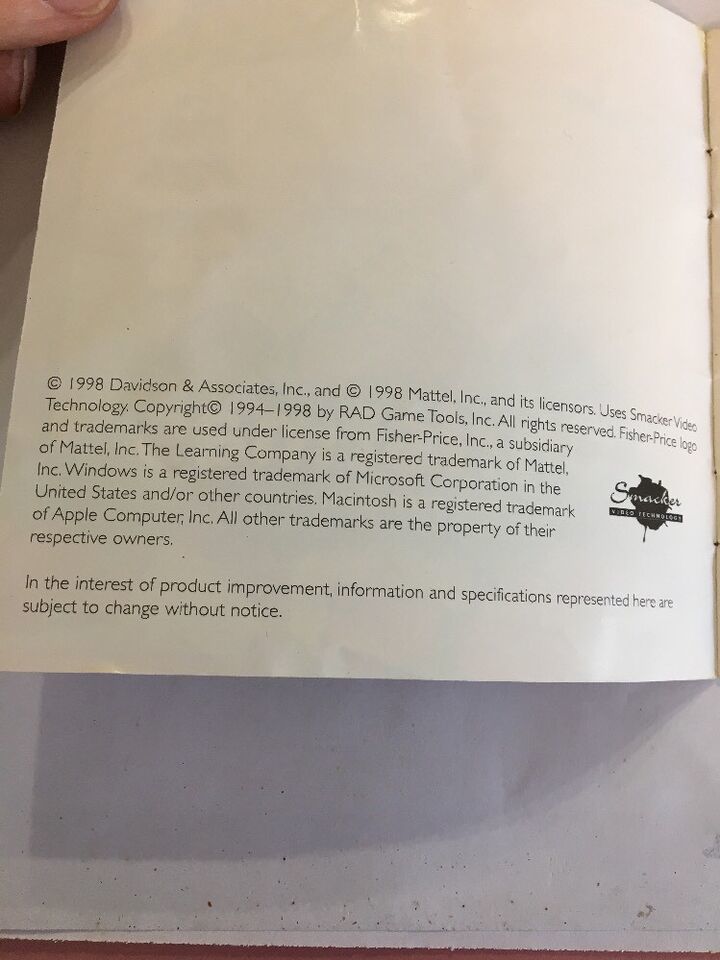 © 1998 Davidson & Associates, Inc., and © 1998 Mattel, Inc., and its licensors. Uses Smacker Video
Technology. Copyright© 1994–1998 by RAD Game Tools, Inc. All rights reserved. Fisher-Price logo
and trademarks are used under license from Fisher-Price, Inc., a subsidiary
of Mattel, Inc. The Learning Company is a registered trademark of Mattel,
Inc. Windows is a registered trademark of Microsoft Corporation in the
United States and/or other countries. Macintosh is a registered trademark
of Apple Computer, Inc. All other trademarks are the property of their
respective owners.
Smacker
VIDEO TECHNOLOGY
In the interest of product improvement, information and specifications represented here are
subject to change without notice.